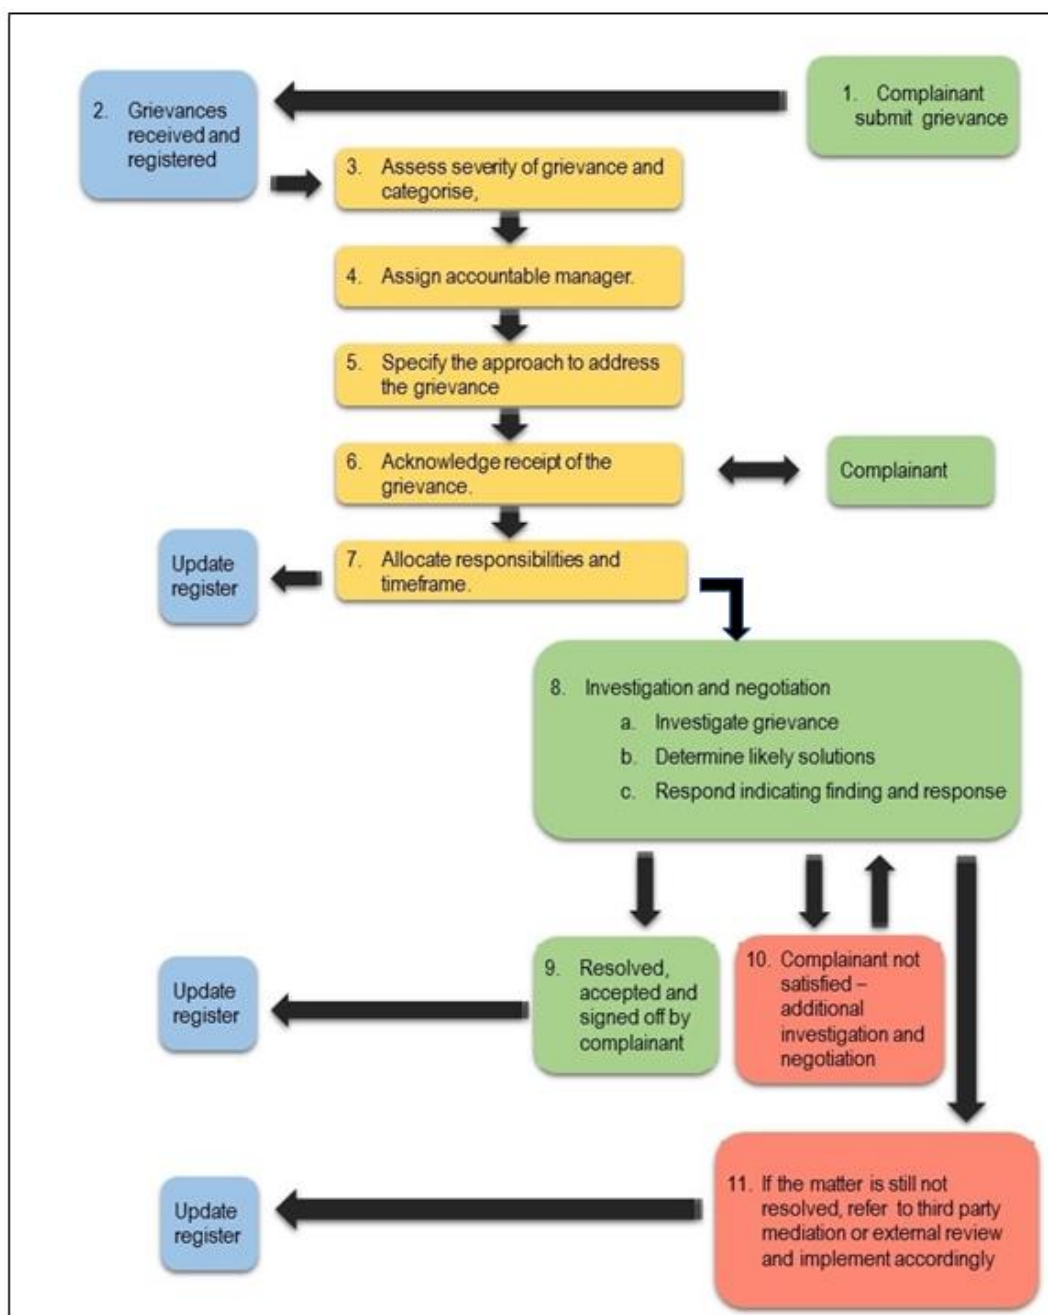 1. Complainant
submit grievance
2. Grievances
received and
registered
3. Assess severity of grievance and
categorise,
4. Assign accountable manager.
5. Specify the approach to address
the grievance
6. Acknowledge receipt of the
grievance.
Complainant
7. Allocate responsibilities and
timeframe.
Update
register
8. Investigation and negotiation
a. Investigate grievance
b. Determine likely solutions
c. Respond indicating finding and response
9. Resolved,
accepted and
signed off by
complainant
Update
register
10. Complainant not
satisfied –
additional
investigation and
negotiation
11. If the matter is still not
resolved, refer to third party
mediation or external review
and implement accordingly
Update
register